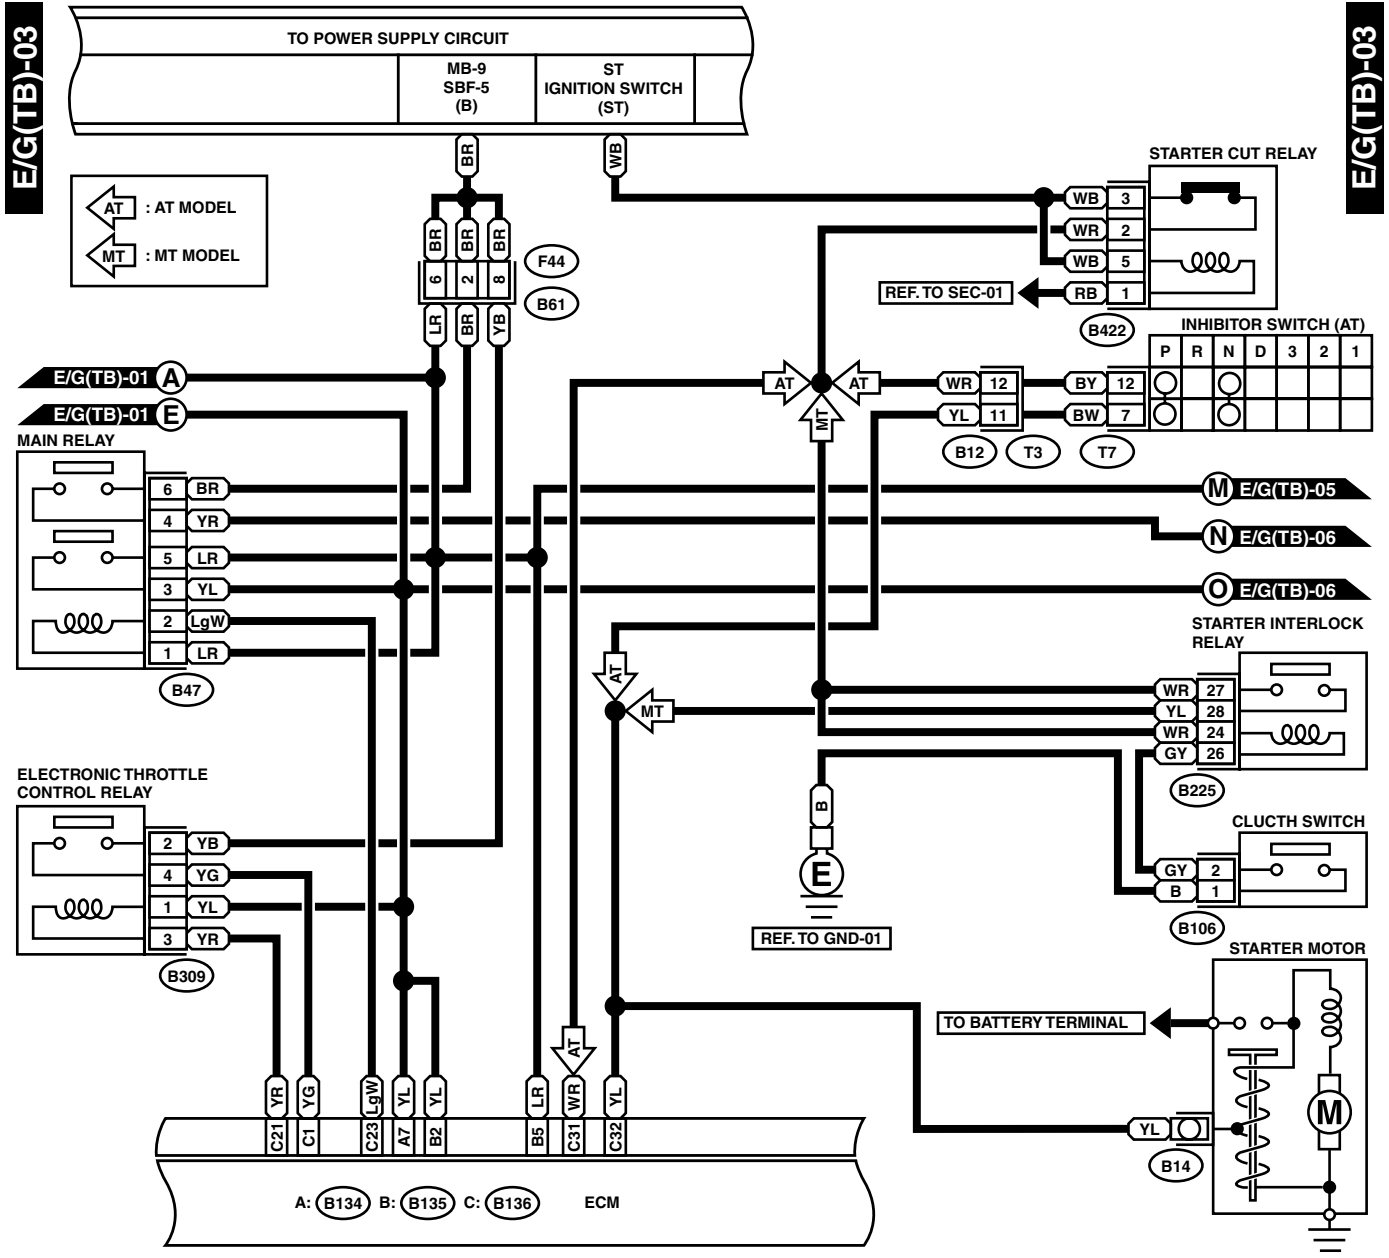 E/G(TB)-03
E/G(TB)-03
TO POWER SUPPLY CIRCUIT
MB-9
SBF-5
(B)
ST
IGNITION SWITCH
(ST)
BR
WB
AT : AT MODEL
MT : MT MODEL
BR BR BR
6 2 8
F44
B61
LR BR YB
STARTER CUT RELAY
WB 3
WR 2
WB 5
REF. TO SEC-01
RB 1
B422
INHIBITOR SWITCH (AT)
P R N D 3 2 1
E/G(TB)-01 A
E/G(TB)-01 E
AT AT
MT
WR 12 BY 12
YL 11 BW 7
B12 T3 T7
MAIN RELAY
6 BR
4 YR
5 LR
3 YL
2 LgW
1 LR
B47
M E/G(TB)-05
N E/G(TB)-06
O E/G(TB)-06
STARTER INTERLOCK
RELAY
AT
MT
WR 27
YL 28
WR 24
GY 26
B225
ELECTRONIC THROTTLE
CONTROL RELAY
2 YB
4 YG
1 YL
3 YR
B309
B
E
REF. TO GND-01
CLUCTH SWITCH
GY 2
B 1
B106
STARTER MOTOR
TO BATTERY TERMINAL
M
YL
B14
AT
YR YG LgW YL YL LR WR YL
C21 C1 C23 A7 B2 B5 C31 C32
A: B134 B: B135 C: B136 ECM